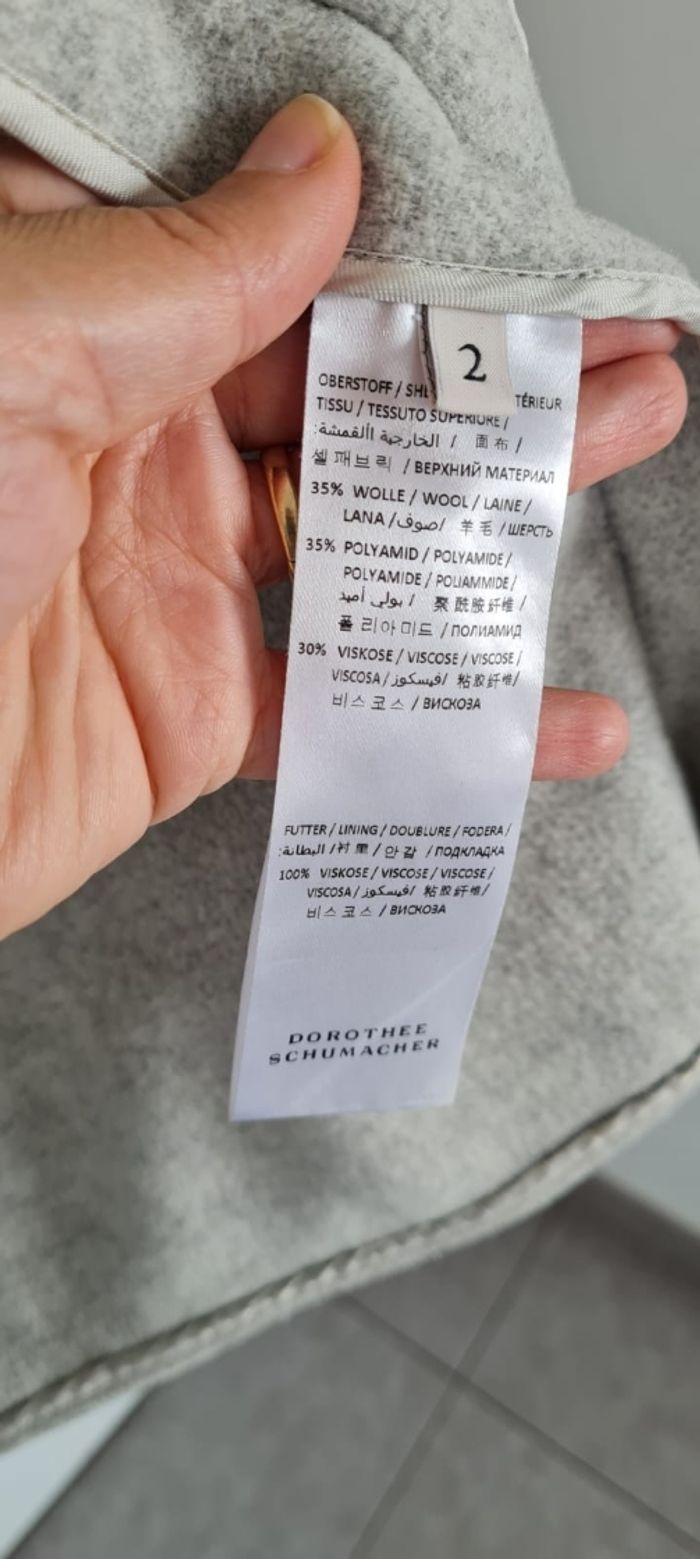 2
OBERSTOFF / SHE TÉRIEUR
TISSU / TESSUTO SUPERIORE /
الخارجية األقمشة: / 面 布 /
셀 패브릭 / ВЕРХНИЙ МАТЕРИАЛ
35% WOLLE / WOOL / LAINE /
LANA / صوف/ 羊 毛 / ШЕРСТЬ
35% POLYAMID / POLYAMIDE /
POLYAMIDE / POLIAMMIDE /
بولي أميد / 聚 酰胺纤维 /
폴 리아미드 / ПОЛИАМИД
30% VISKOSE / VISCOSE / VISCOSE /
VISCOSA / فيسكوز/ 粘胶纤维/
비스코스 / ВИСКОЗА
FUTTER / LINING / DOUBLURE / FODERA /
البطانة: / 衬 里 / 안감 / ПОДКЛАДКА
100% VISKOSE / VISCOSE / VISCOSE /
VISCOSA / فيسكوز/ 粘胶纤维/
비스코스 / ВИСКОЗА
DOROTHEE
SCHUMACHER